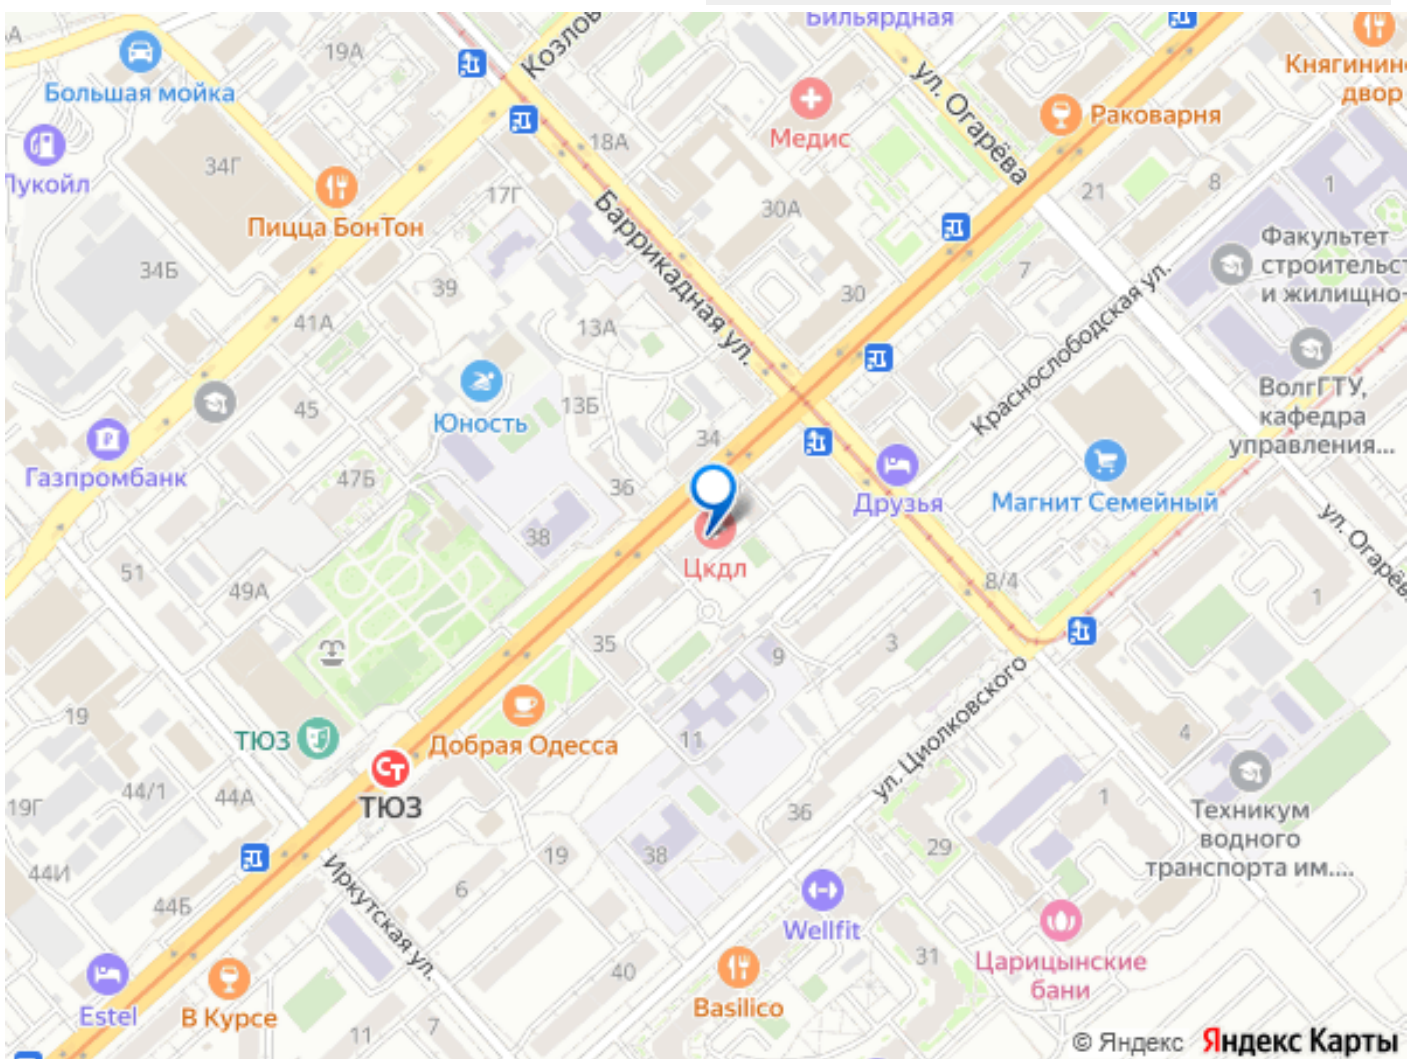 Бильярдная
Козлов
19А
Большая мойка
Княгинин
двор
ул. Огарёва
Раковарня
Медис
18А
34Г
Лукойл
17Г
Пицца БонТон
30А
21
8
1
Баррикадная ул.
Факультет
строительст
и жилищно-
34Б
39
7
30
41А
13А
Краснослободская ул.
ВолгГТУ,
кафедра
управления...
Юность
45
13Б
34
Газпромбанк
47Б
36
Друзья
Магнит Семейный
38
ул. Огарёв
Цкдл
51
49А
8/4
1
35
9
3
ул. Циолковского
19
ТЮЗ
Добрая Одесса
11
4
ТЮЗ
19Г
44/1
44А
36
1
Техникум
водного
транспорта им....
29
19
38
44И
6
Иркутская ул.
44Б
Wellfit
31
Царицынские
бани
40
Basilico
Estel
В Курсе
11
7
© Яндекс Яндекс Карты